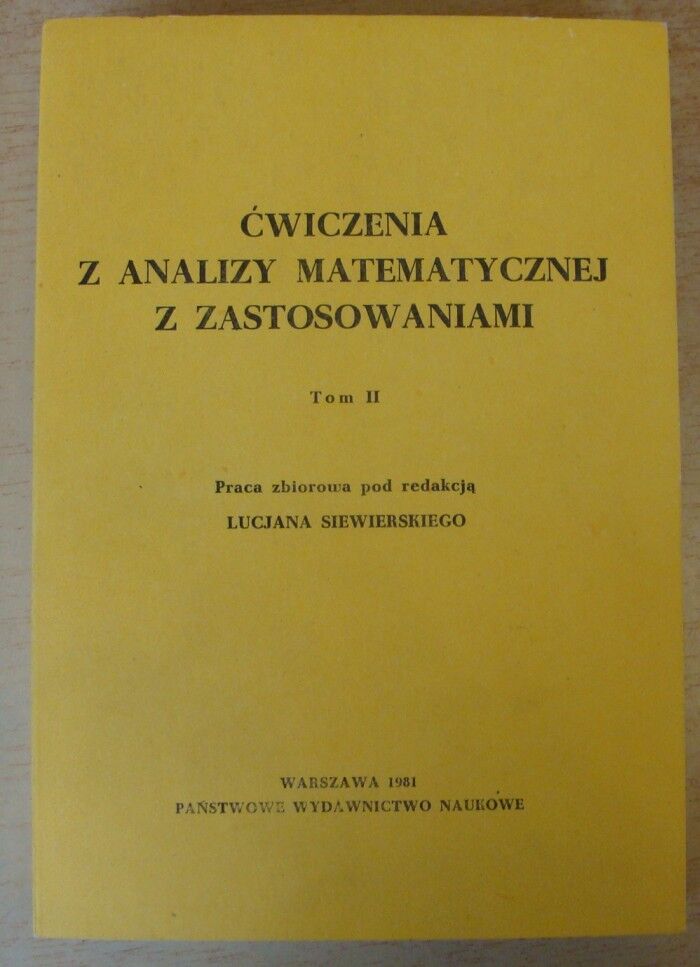 ĆWICZENIA
Z ANALIZY MATEMATYCZNEJ
Z ZASTOSOWANIAMI
Tom II
Praca zbiorowa pod redakcją
LUCJANA SIEWIERSKIEGO
WARSZAWA 1981
PAŃSTWOWE WYDAWNICTWO NAUKOWE